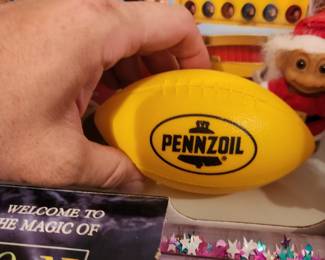 PENNZOIL
®
WELCOME TO
THE MAGIC OF